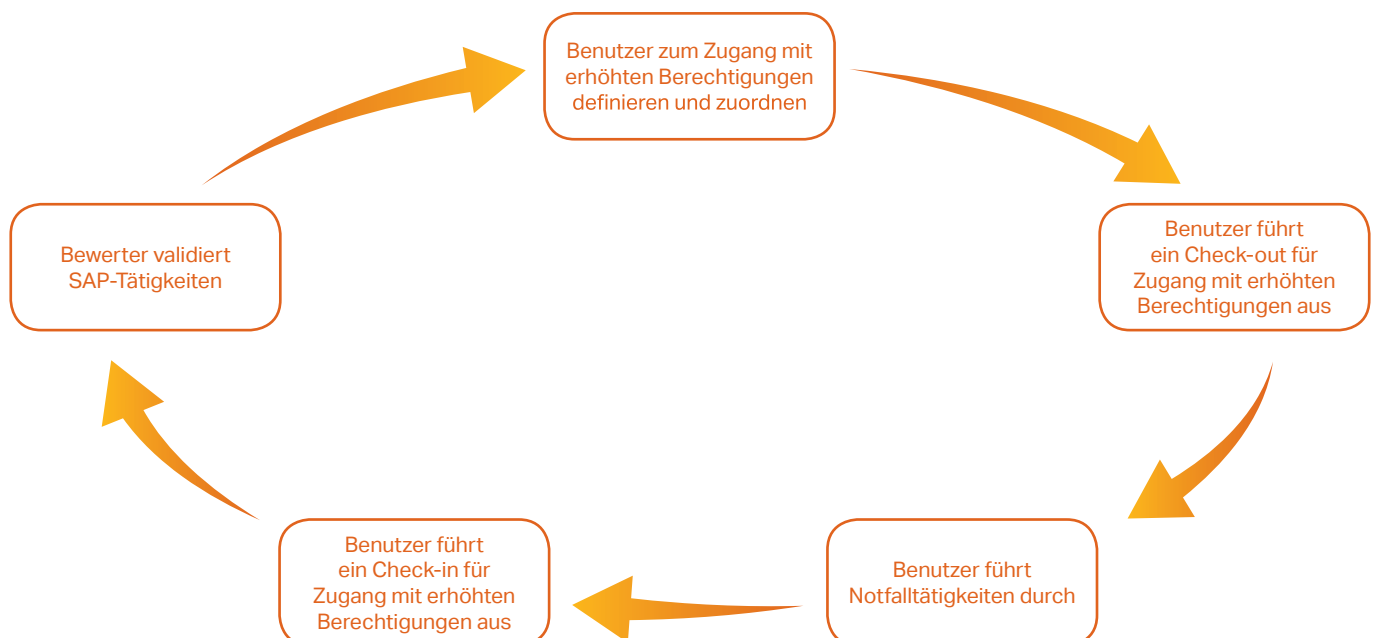 Benutzer zum Zugang mit
erhöhten Berechtigungen
definieren und zuordnen
Benutzer führt
ein Check-out für
Zugang mit erhöhten
Berechtigungen aus
Benutzer führt
Notfalltätigkeiten durch
Benutzer führt
ein Check-in für
Zugang mit erhöhten
Berechtigungen aus
Bewerter validiert
SAP-Tätigkeiten